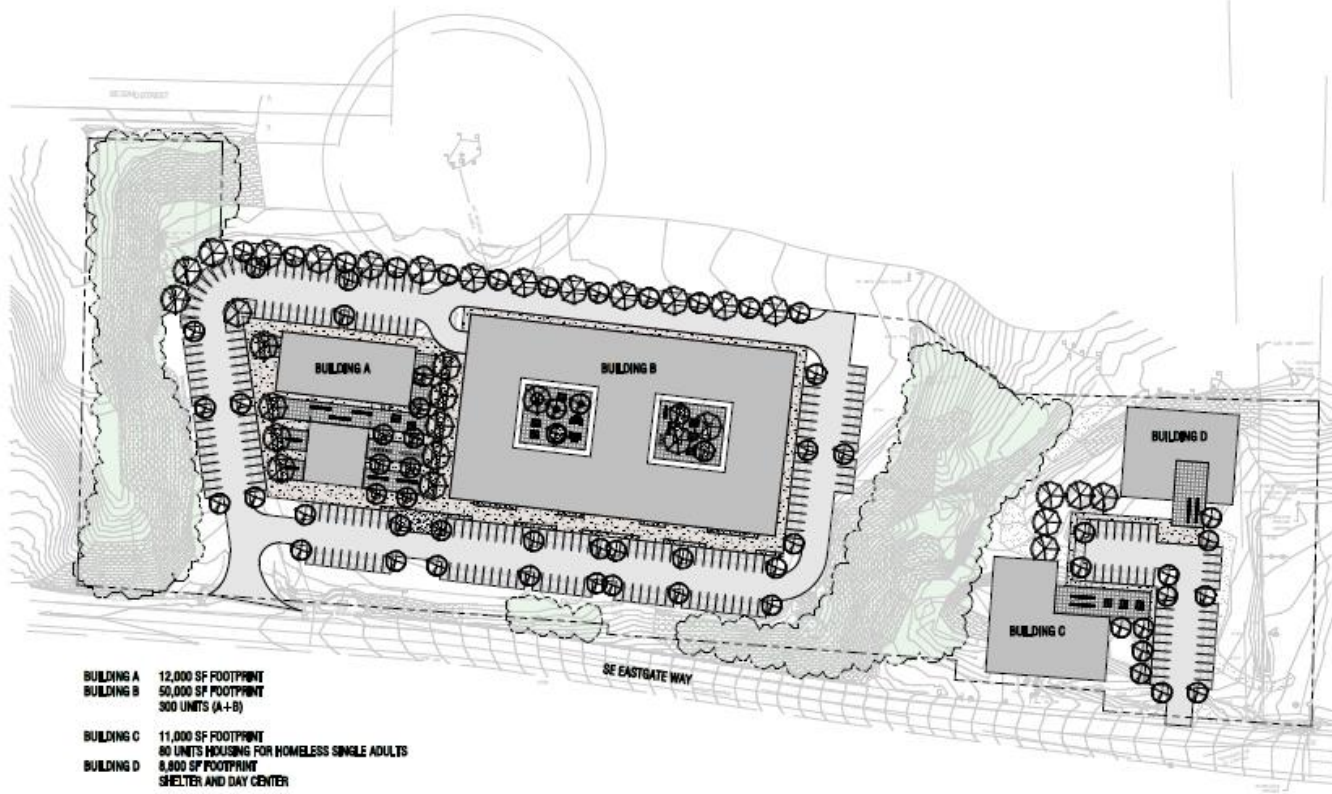 BUILDING A
BUILDING B
BUILDING D
BUILDING C
SE EASTGATE WAY
BUILDING A 12,000 SF FOOTPRINT
BUILDING B 50,000 SF FOOTPRINT
300 UNITS (A+B)
BUILDING C 11,000 SF FOOTPRINT
80 UNITS HOUSING FOR HOMELESS SINGLE ADULTS
BUILDING D 8,800 SF FOOTPRINT
SHELTER AND DAY CENTER